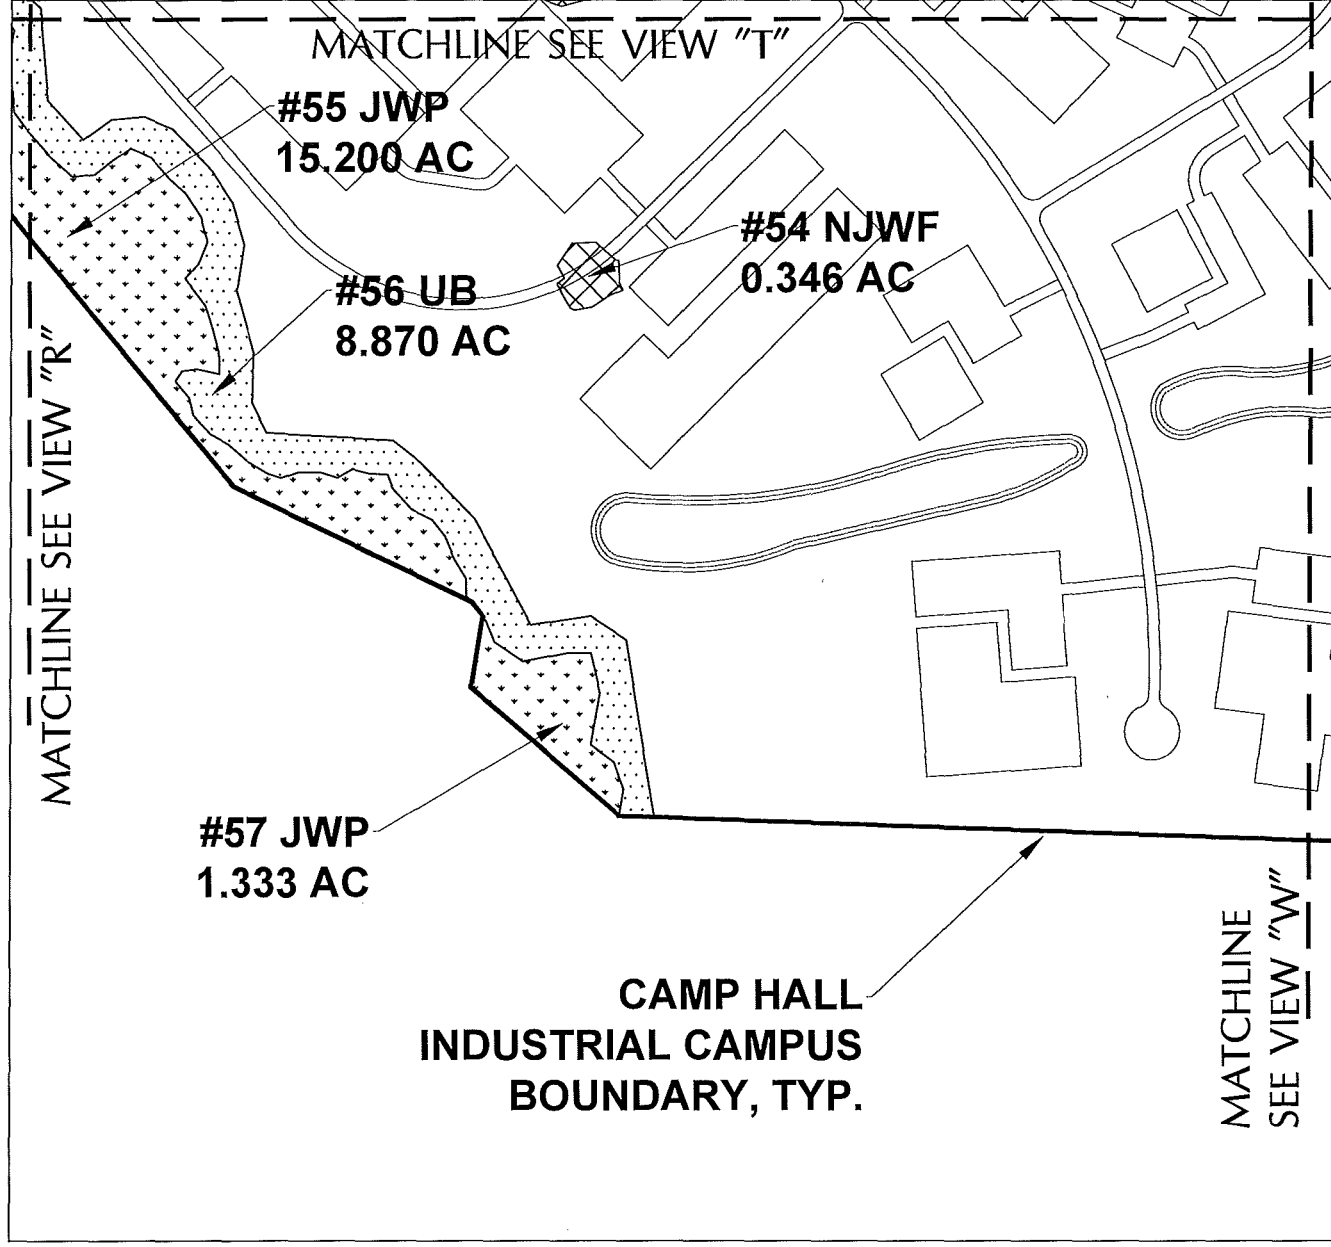 MATCHLINE SEE VIEW "T"
#55 JWP
15.200 AC
#54 NJWF
0.346 AC
#56 UB
8.870 AC
MATCHLINE SEE VIEW "R"
#57 JWP
1.333 AC
CAMP HALL
INDUSTRIAL CAMPUS
BOUNDARY, TYP.
MATCHLINE
SEE VIEW "W"